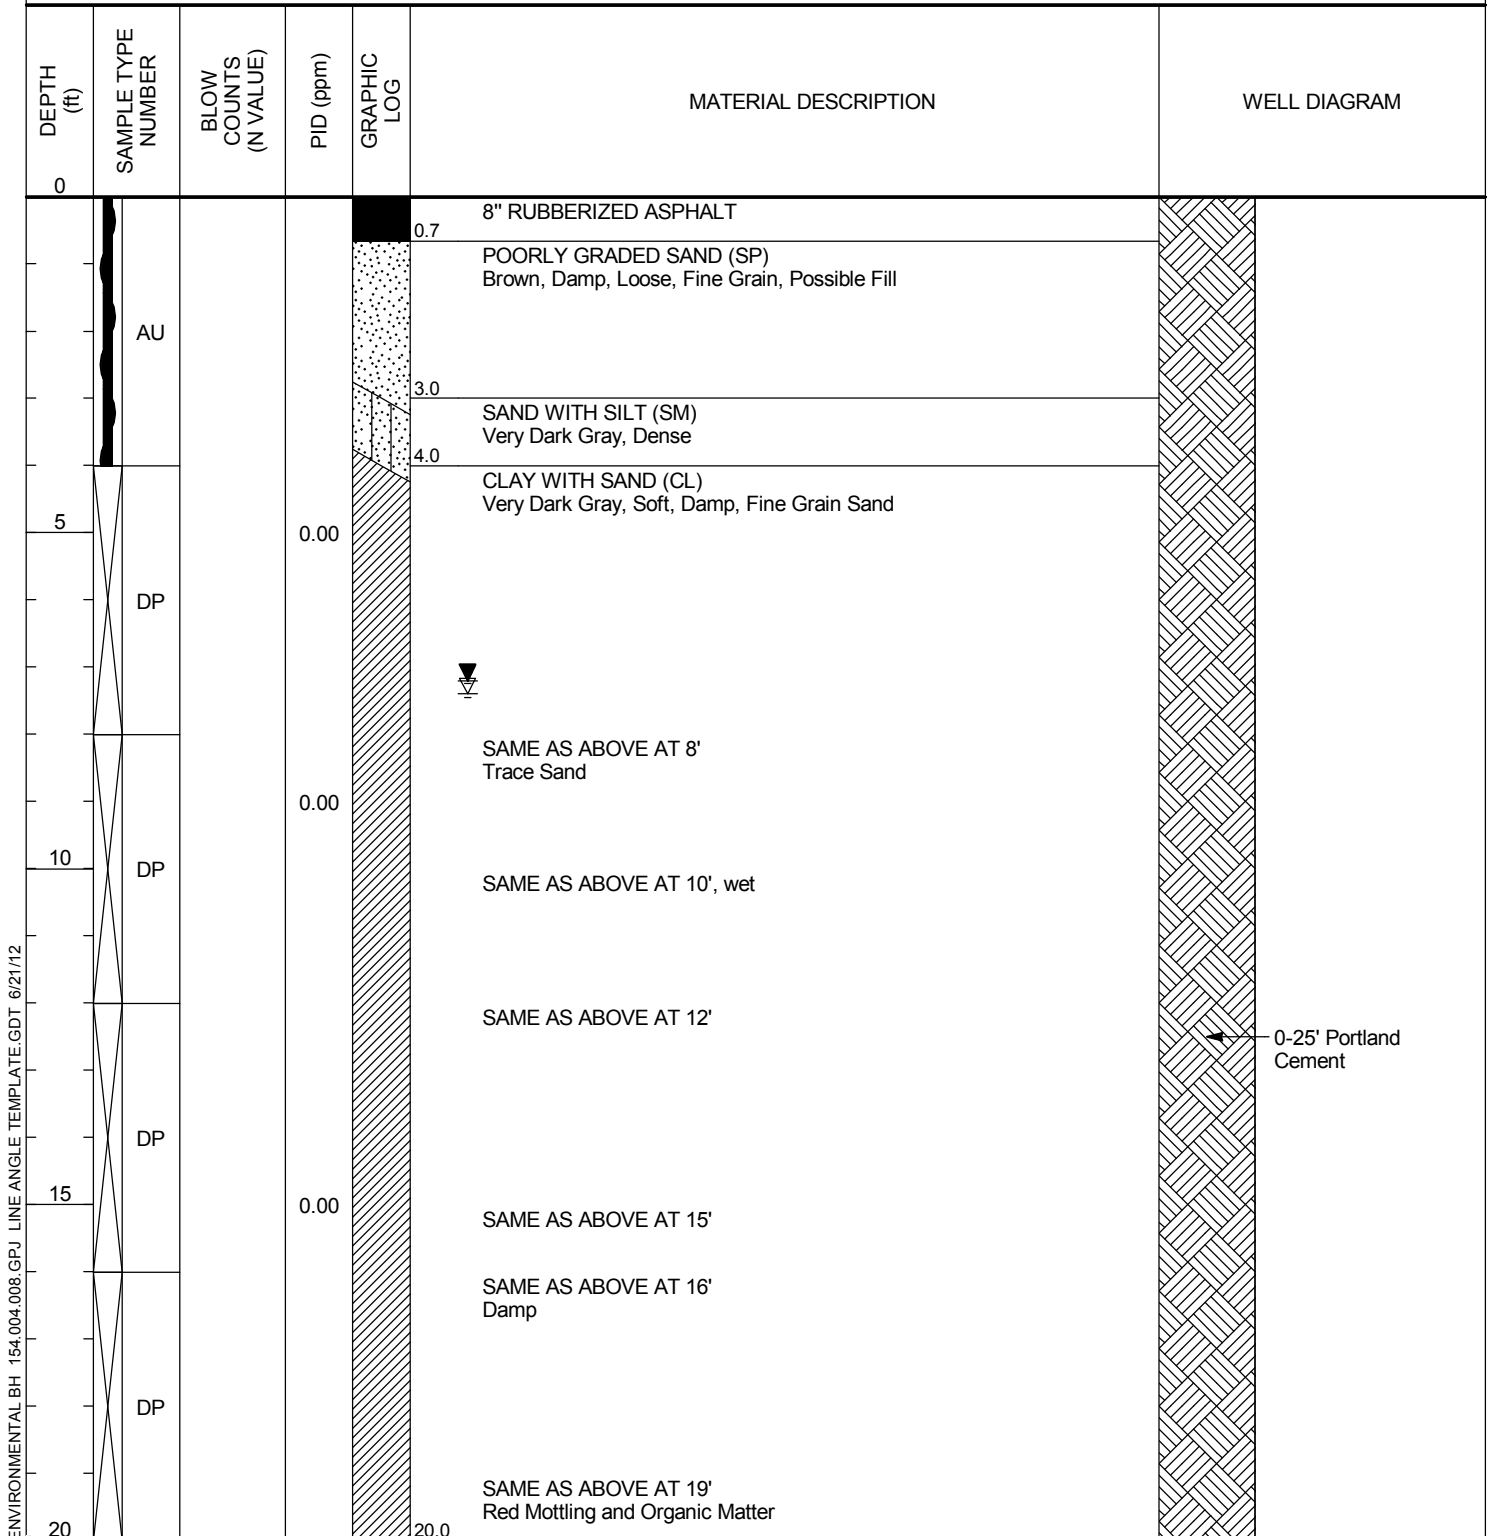 DEPTH
(ft)
SAMPLE TYPE
NUMBER
BLOW
COUNTS
(N VALUE)
PID (ppm)
GRAPHIC
LOG
MATERIAL DESCRIPTION
WELL DIAGRAM
0
8" RUBBERIZED ASPHALT
0.7
POORLY GRADED SAND (SP)
Brown, Damp, Loose, Fine Grain, Possible Fill
AU
3.0
SAND WITH SILT (SM)
Very Dark Gray, Dense
4.0
CLAY WITH SAND (CL)
Very Dark Gray, Soft, Damp, Fine Grain Sand
5
0.00
DP
SAME AS ABOVE AT 8'
Trace Sand
0.00
10
DP
SAME AS ABOVE AT 10', wet
SAME AS ABOVE AT 12'
0-25' Portland
Cement
DP
15
0.00
SAME AS ABOVE AT 15'
SAME AS ABOVE AT 16'
Damp
DP
SAME AS ABOVE AT 19'
Red Mottling and Organic Matter
20
20.0
ENVIRONMENTAL BH 154.004.008.GPJ LINE ANGLE TEMPLATE.GDT 6/21/12